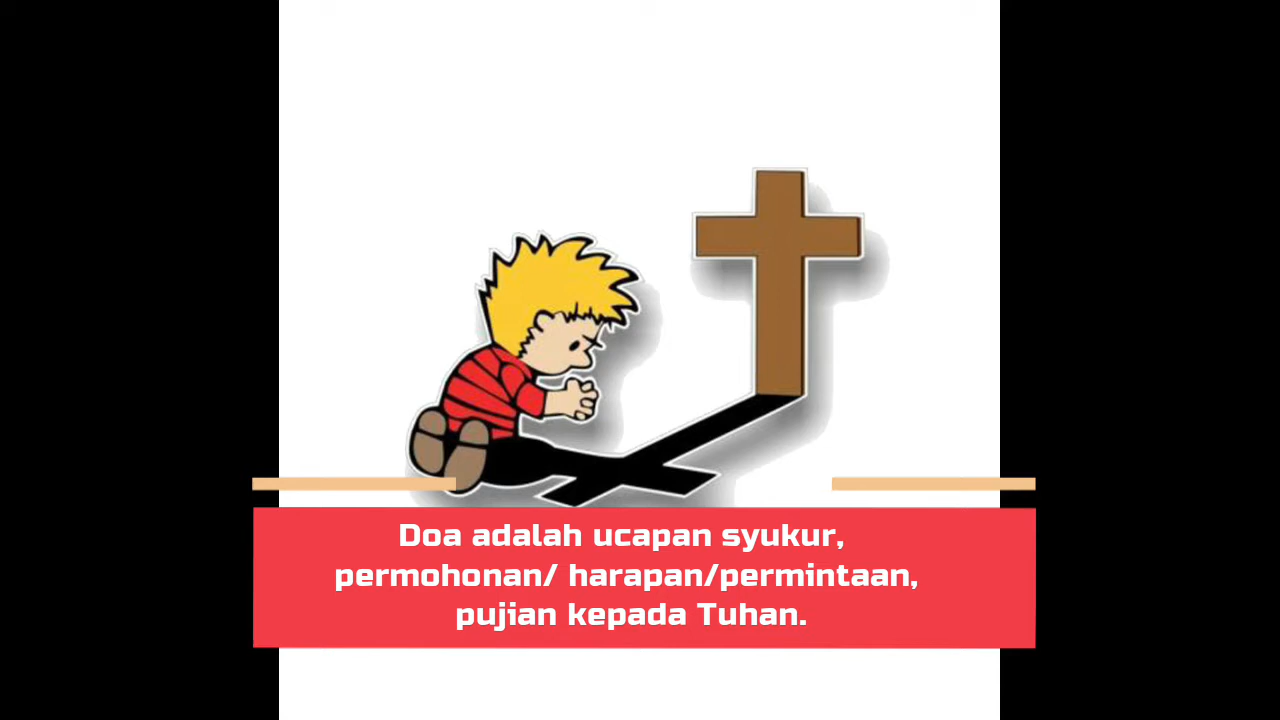 Doa adalah ucapan syukur,
permohonan/ harapan/permintaan,
pujian kepada Tuhan.